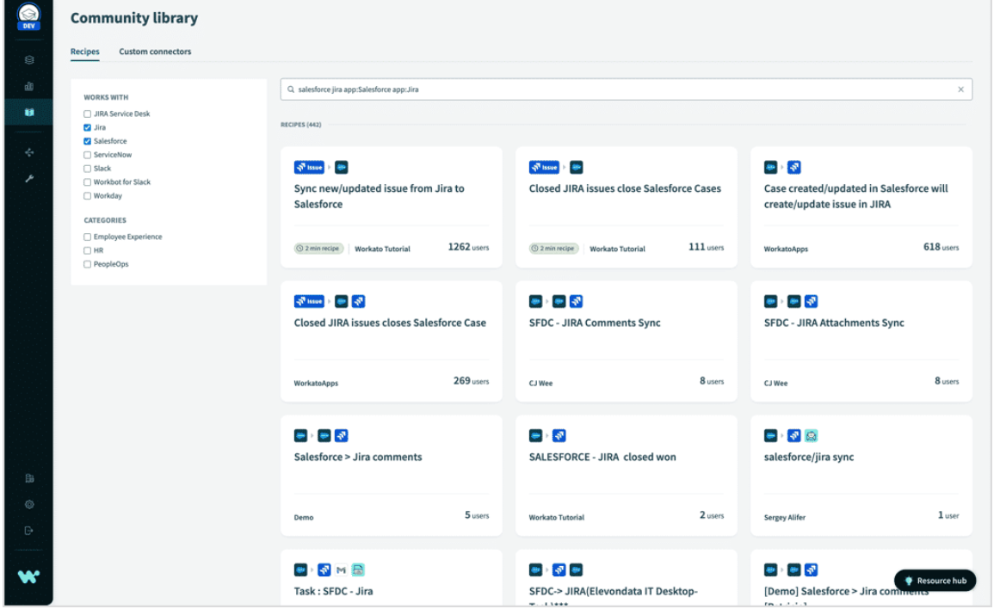 DEV
Community library
Recipes
Custom connectors
WORKS WITH
JIRA Service Desk
Jira
Salesforce
ServiceNow
Slack
Workbot for Slack
Workday
CATEGORIES
Employee Experience
HR
PeopleOps
salesforce jira app:Salesforce app:Jira
RECIPES (442)
Issue
Sync new/updated issue from Jira to
Salesforce
2 min recipe
Workato Tutorial
1262 users
Issue
Closed JIRA issues close Salesforce Cases
2 min recipe
Workato Tutorial
111 users
Case created/updated in Salesforce will
create/update issue in JIRA
WorkatoApps
618 users
Issue
Closed JIRA issues closes Salesforce Case
WorkatoApps
269 users
SFDC - JIRA Comments Sync
CJ Wee
8 users
SFDC - JIRA Attachments Sync
CJ Wee
8 users
Salesforce > Jira comments
Demo
5 users
SALESFORCE - JIRA closed won
Workato Tutorial
2 users
salesforce/jira sync
Sergey Alifer
1 user
Task : SFDC - Jira
SFDC-> JIRA(Elevondata IT Desktop-
[Demo] Salesforce > Jira comments
Resource hub